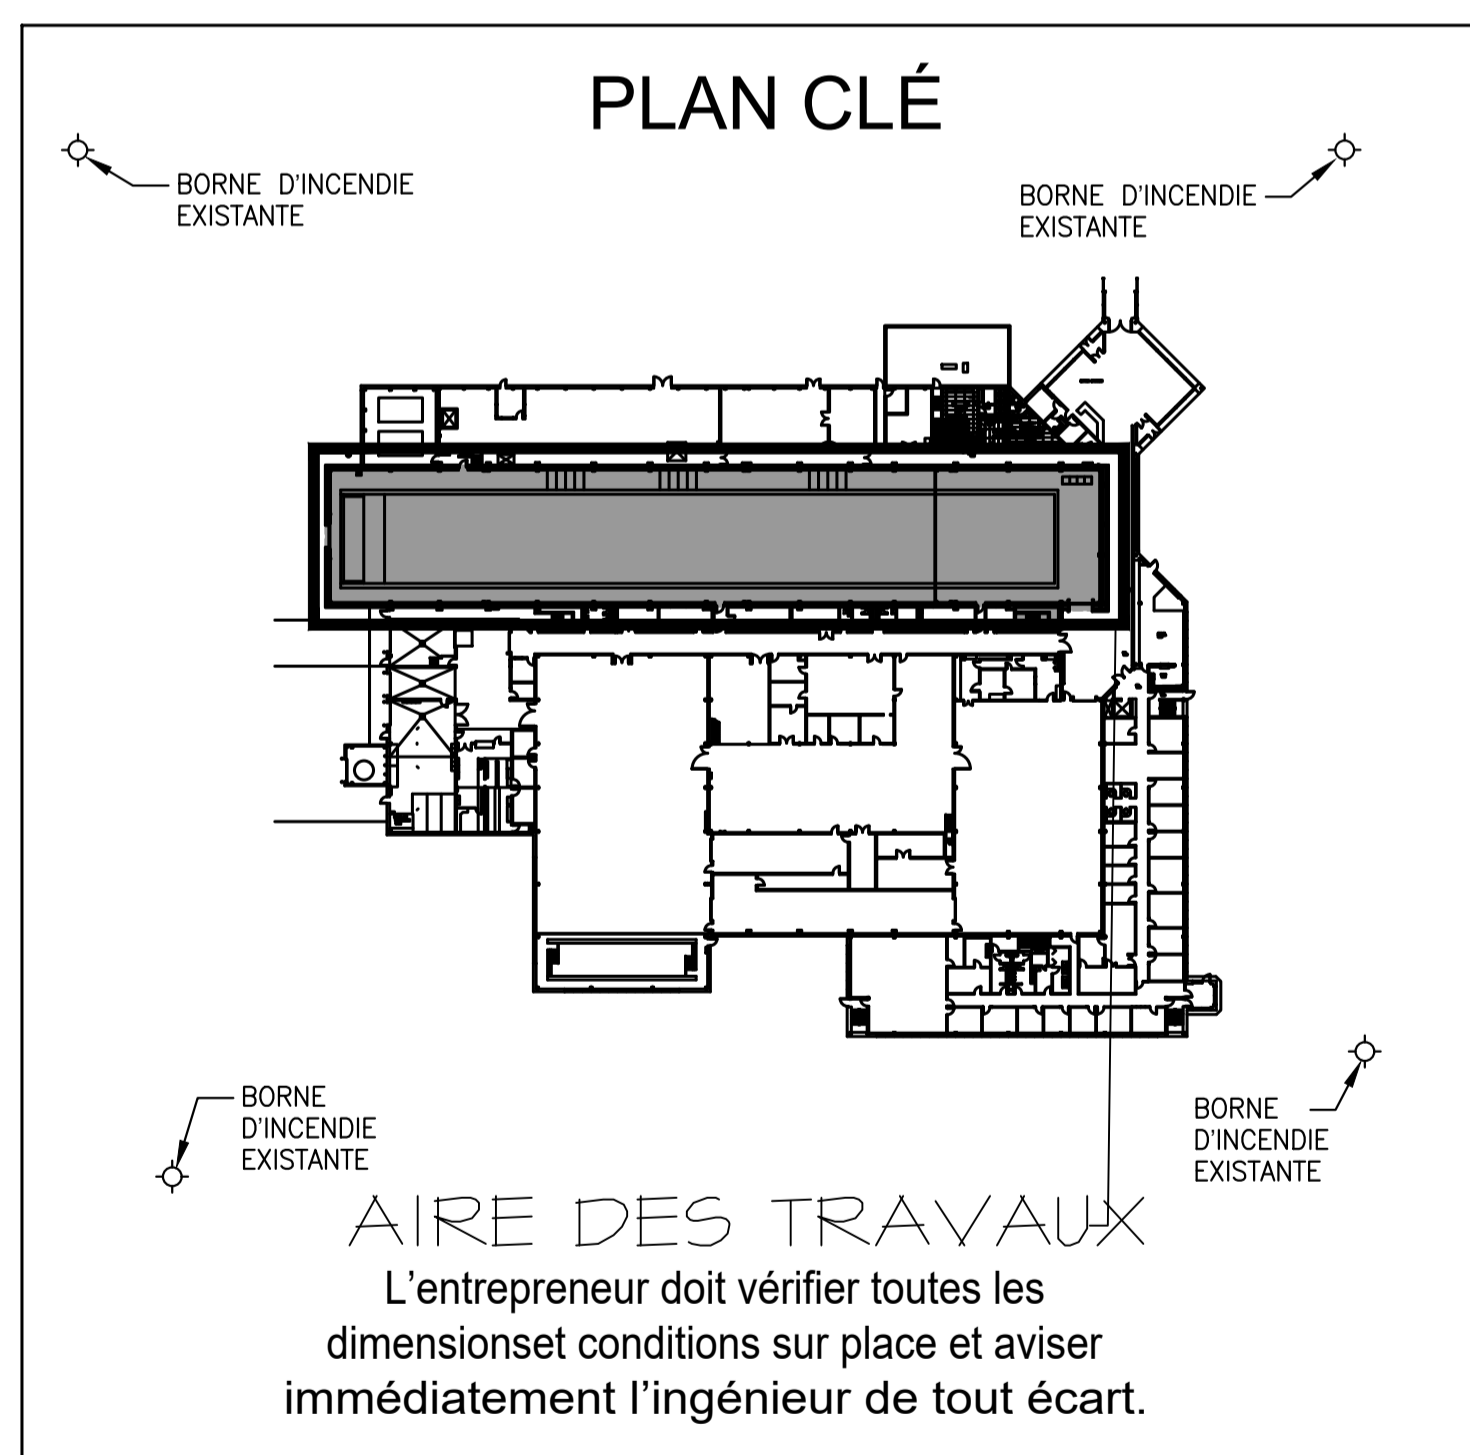 PLAN CLÉ
BORNE D'INCENDIE
EXISTANTE
BORNE D'INCENDIE
EXISTANTE
BORNE
D'INCENDIE
EXISTANTE
BORNE
D'INCENDIE
EXISTANTE
AIRE DES TRAVAUX
L'entrepreneur doit vérifier toutes les
dimensionset conditions sur place et aviser
immédiatement l'ingénieur de tout écart.